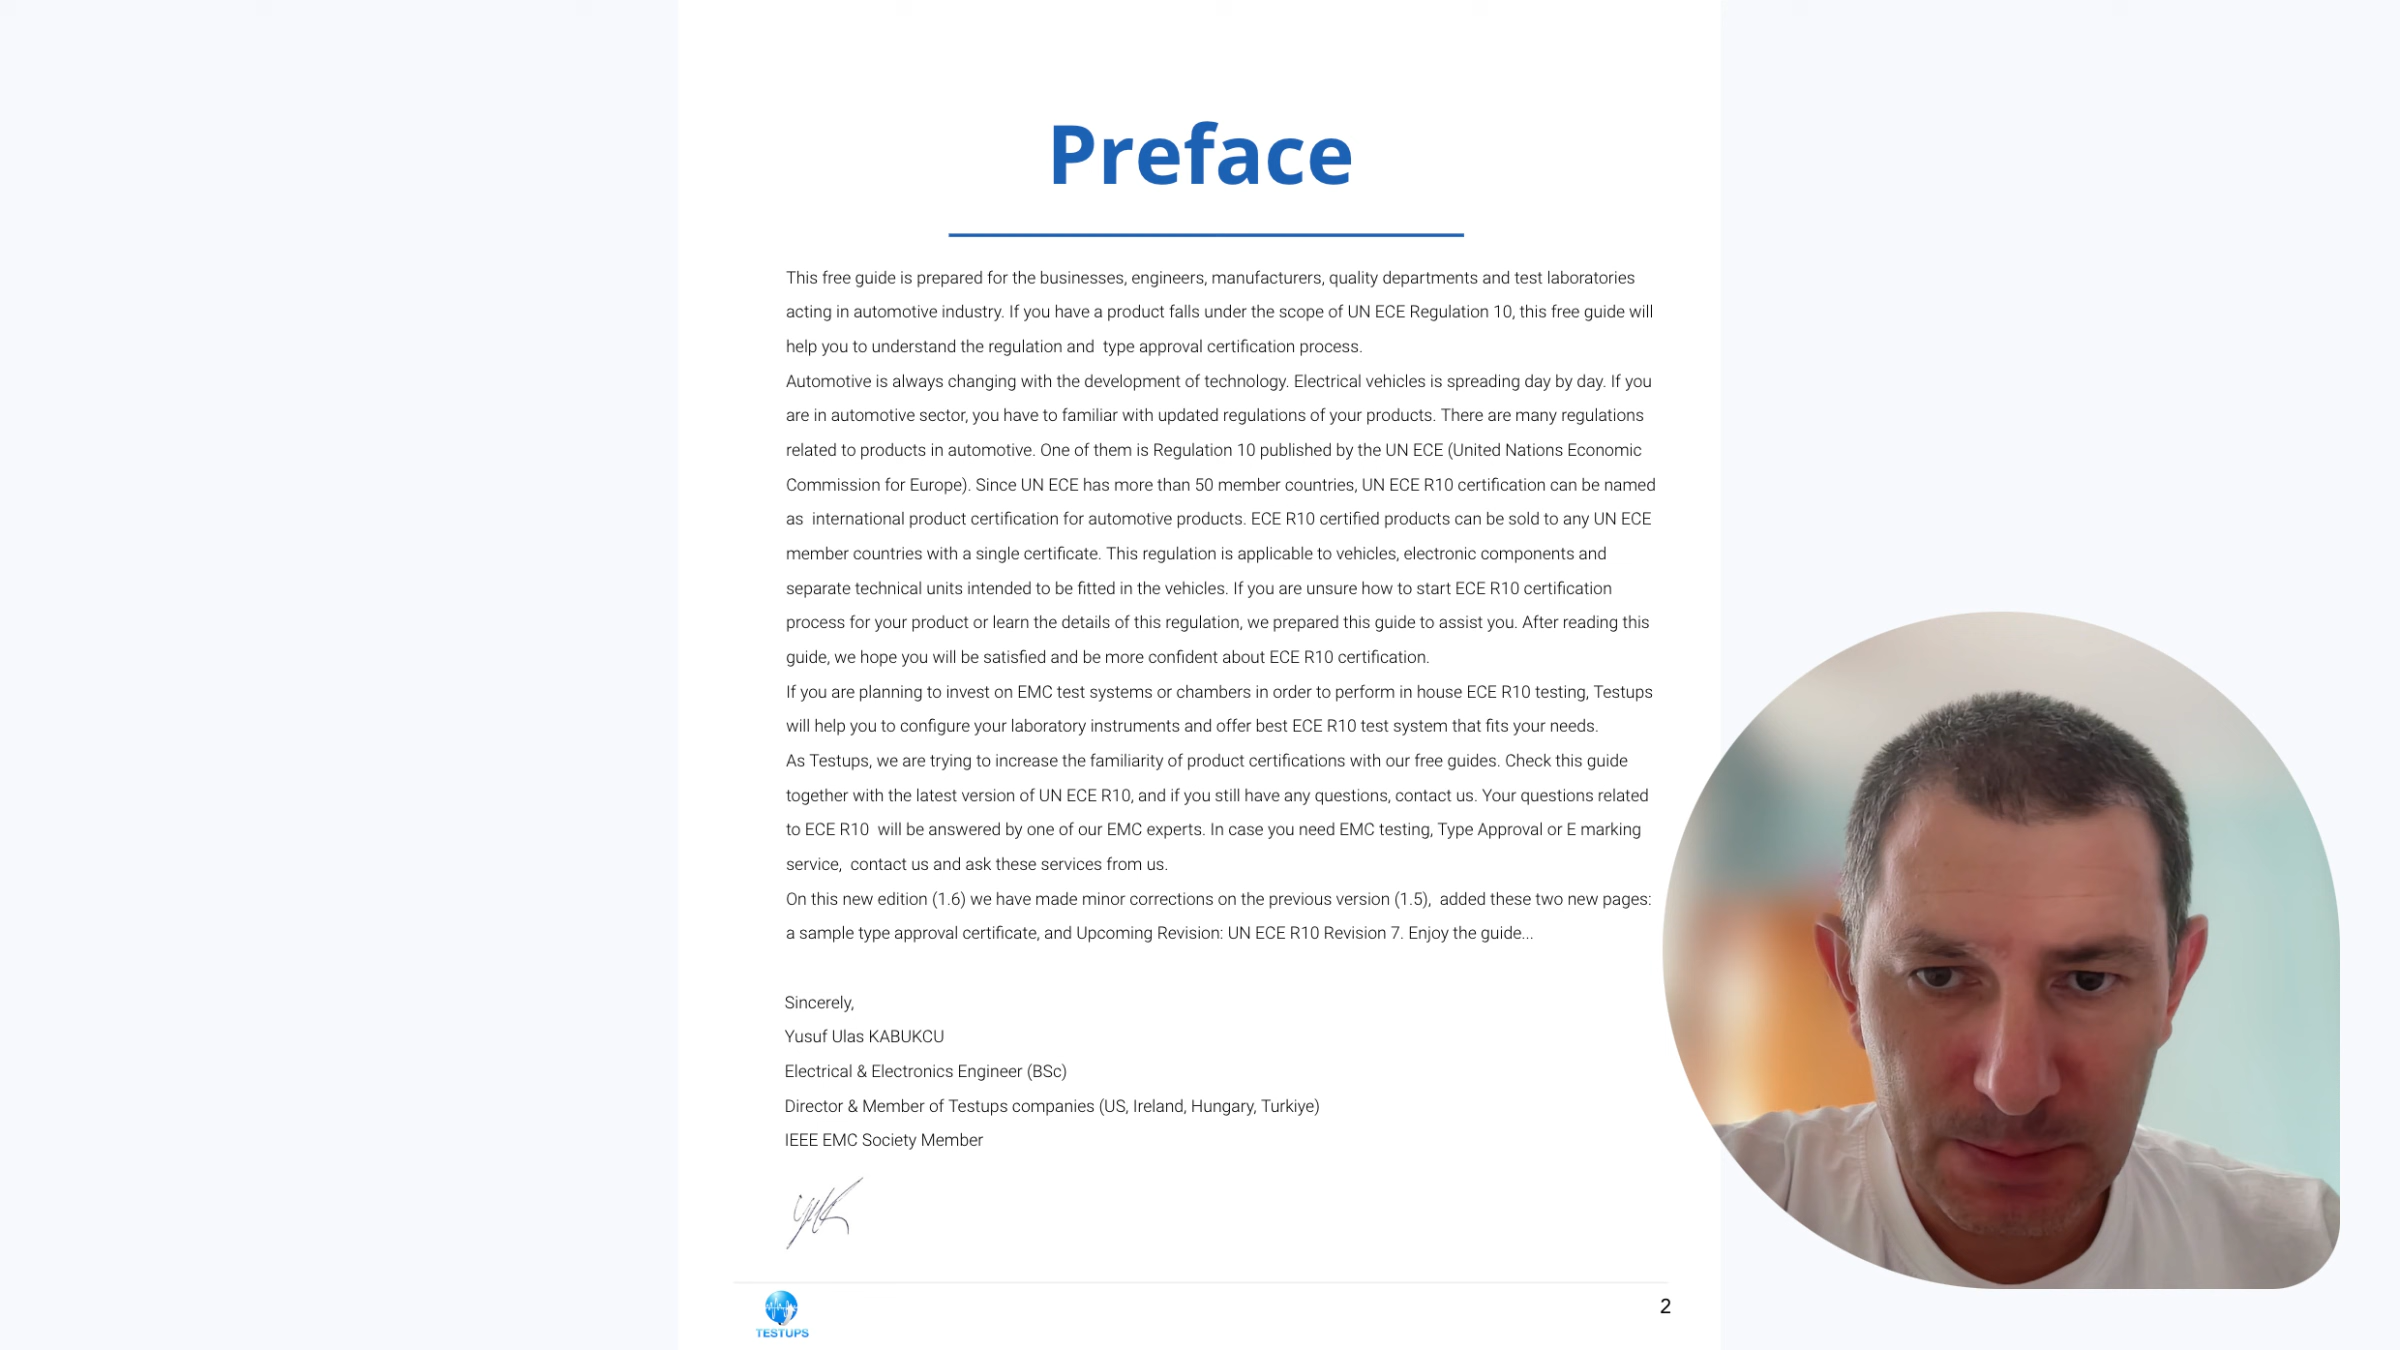 Preface
This free guide is prepared for the businesses, engineers, manufacturers, quality departments and test laboratories
acting in automotive industry. If you have a product falls under the scope of UN ECE Regulation 10, this free guide will
help you to understand the regulation and  type approval certification process.
Automotive is always changing with the development of technology. Electrical vehicles is spreading day by day. If you
are in automotive sector, you have to familiar with updated regulations of your products. There are many regulations
related to products in automotive. One of them is Regulation 10 published by the UN ECE (United Nations Economic
Commission for Europe). Since UN ECE has more than 50 member countries, UN ECE R10 certification can be named
as  international product certification for automotive products. ECE R10 certified products can be sold to any UN ECE
member countries with a single certificate. This regulation is applicable to vehicles, electronic components and
separate technical units intended to be fitted in the vehicles. If you are unsure how to start ECE R10 certification
process for your product or learn the details of this regulation, we prepared this guide to assist you. After reading this
guide, we hope you will be satisfied and be more confident about ECE R10 certification.
If you are planning to invest on EMC test systems or chambers in order to perform in house ECE R10 testing, Testups
will help you to configure your laboratory instruments and offer best ECE R10 test system that fits your needs.
As Testups, we are trying to increase the familiarity of product certifications with our free guides. Check this guide
together with the latest version of UN ECE R10, and if you still have any questions, contact us. Your questions related
to ECE R10  will be answered by one of our EMC experts. In case you need EMC testing, Type Approval or E marking
service,  contact us and ask these services from us.
On this new edition (1.6) we have made minor corrections on the previous version (1.5),  added these two new pages:
a sample type approval certificate, and Upcoming Revision: UN ECE R10 Revision 7. Enjoy the guide...
Sincerely,
Yusuf Ulas KABUKCU
Electrical & Electronics Engineer (BSc)
Director & Member of Testups companies (US, Ireland, Hungary, Turkiye)
IEEE EMC Society Member
TESTUPS
2